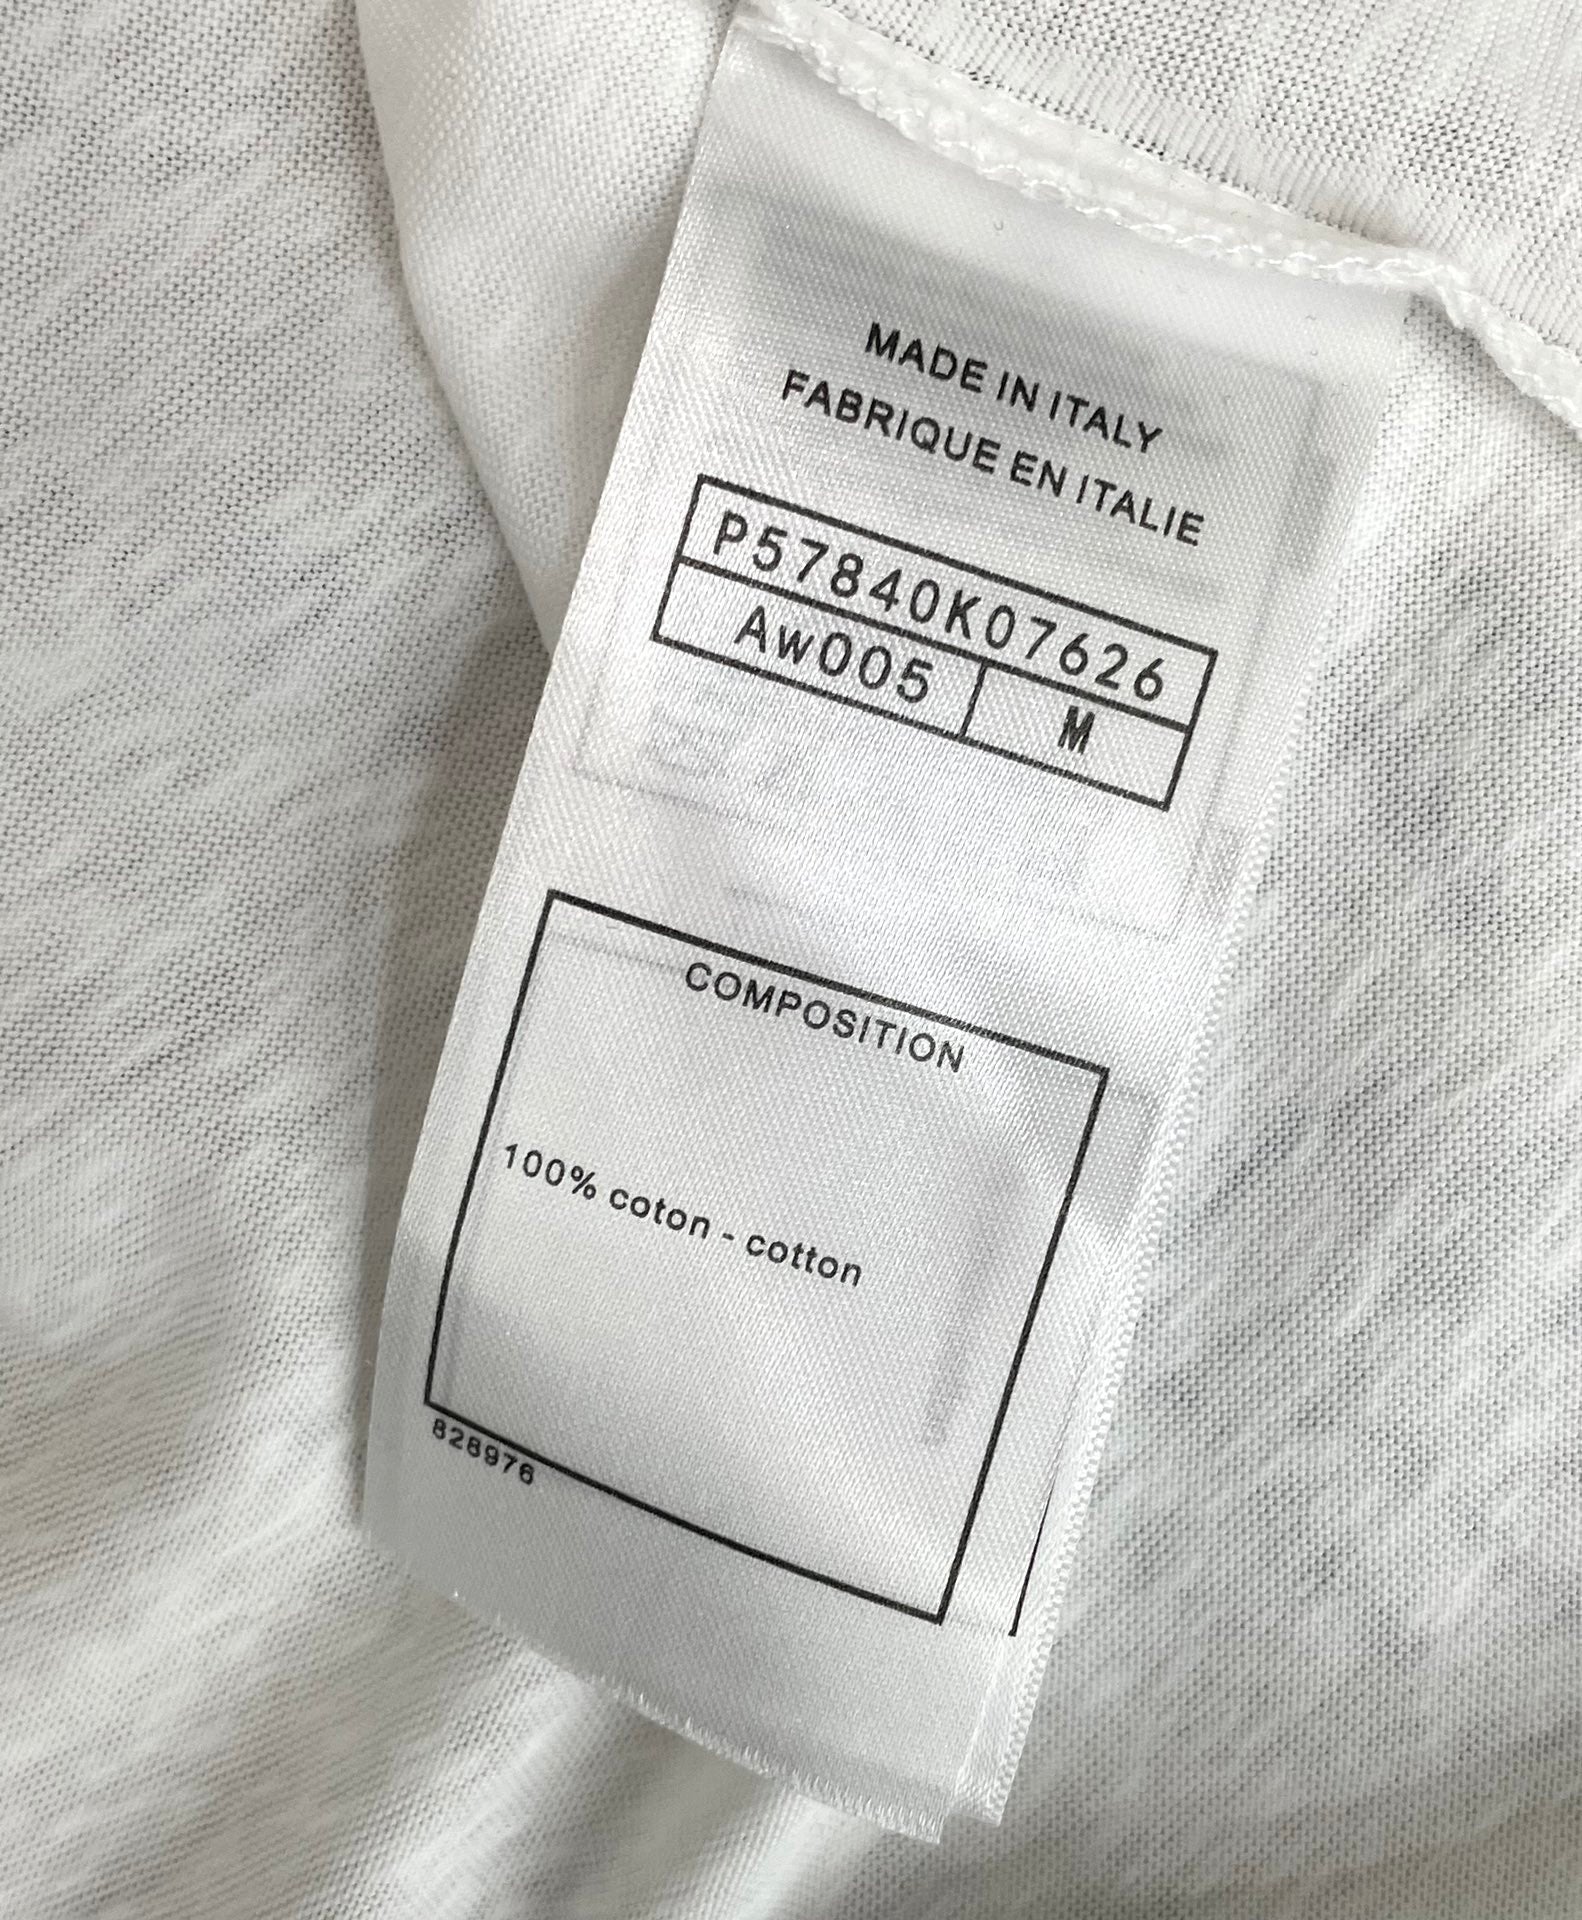 MADE IN ITALY
FABRIQUE EN ITALIE
P57840K07626
Aw005 M
COMPOSITION
100% coton - cotton
828976